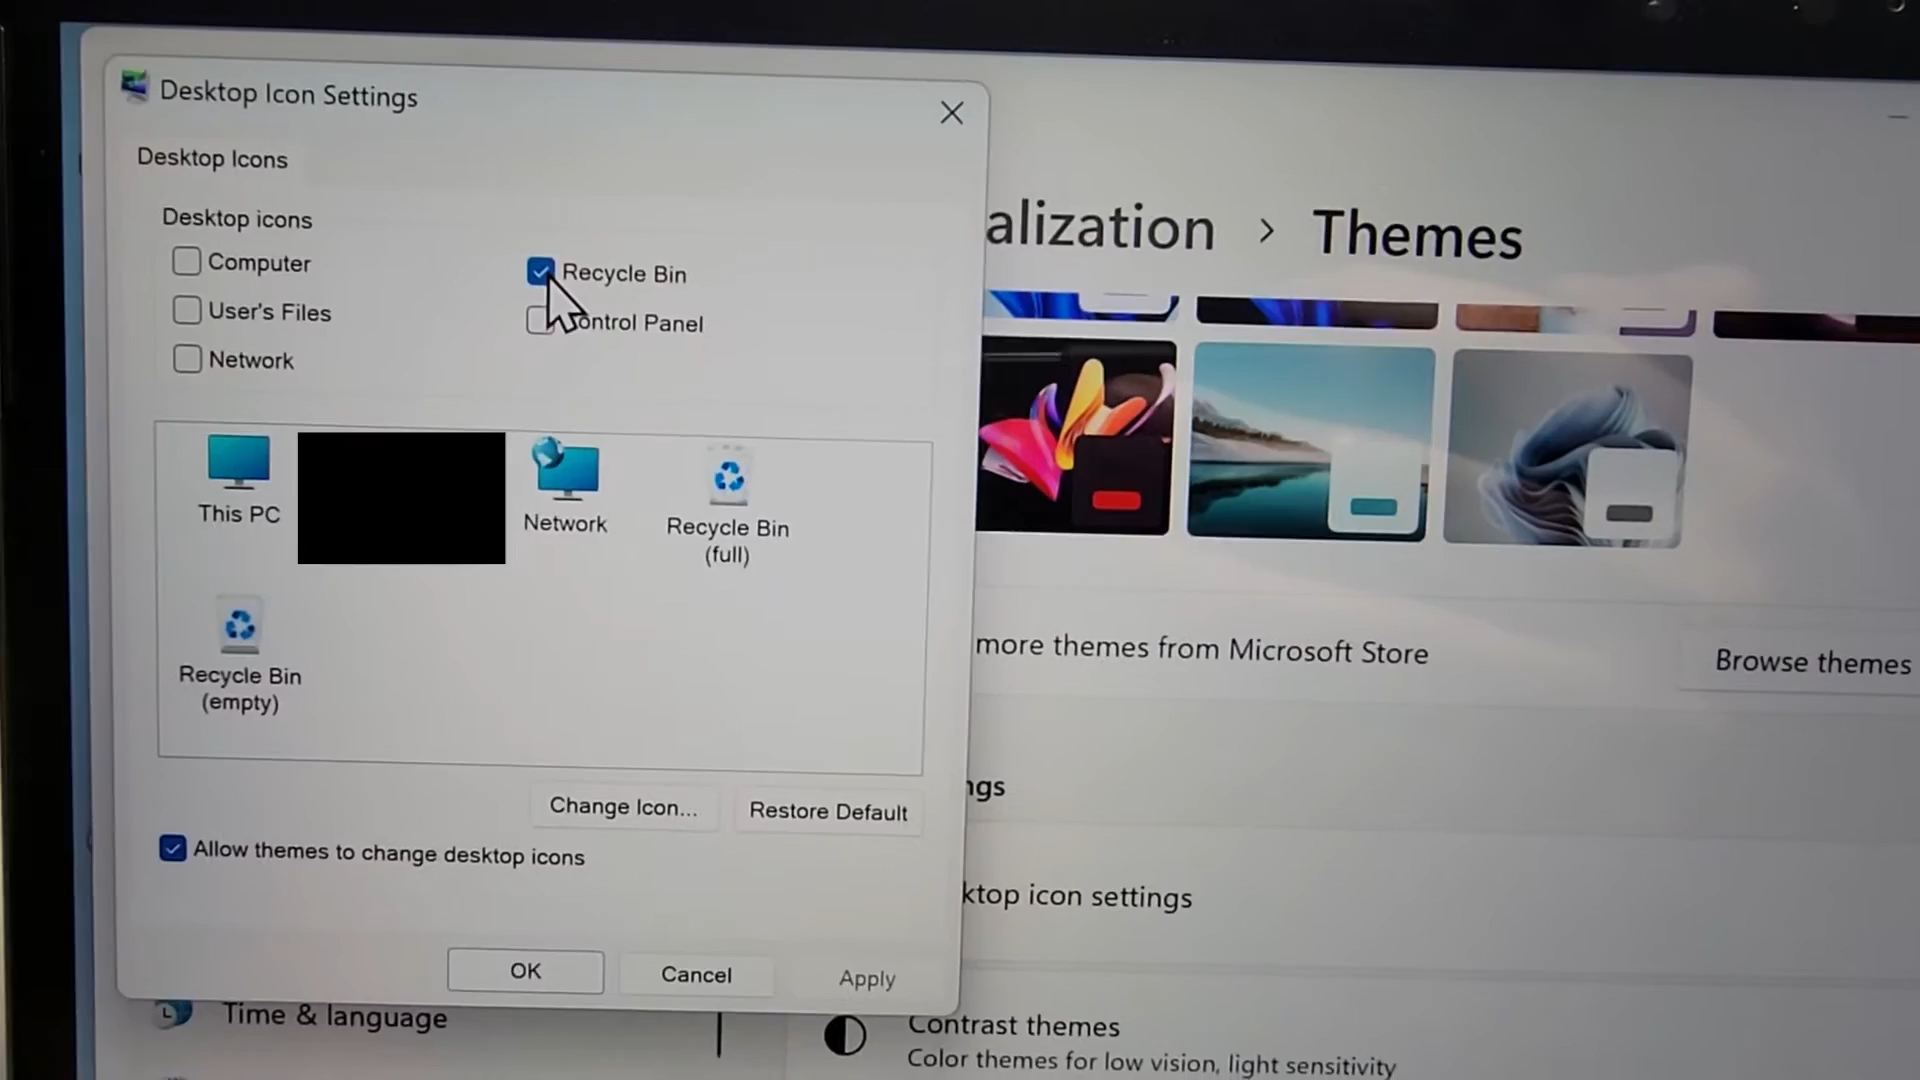 Desktop Icon Settings
Desktop Icons
Desktop icons
Computer
Recycle Bin
User's Files
ontrol Panel
Network
This PC
Network
Recycle Bin
(full)
Recycle Bin
(empty)
Change Icon...
Restore Default
Allow themes to change desktop icons
OK
Cancel
Apply
alization > Themes
more themes from Microsoft Store
Browse themes
ngs
ktop icon settings
Time & language
Contrast themes
Color themes for low vision, light sensitivity